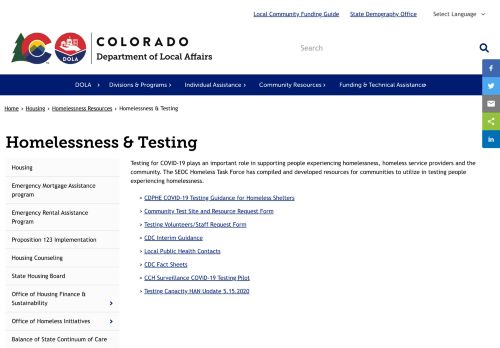 Local Community Funding Guide State Demography Office Select Language
COLORADO
Department of Local Affairs
DOLA
Search
DOLA Divisions & Programs Individual Assistance Community Resources Funding & Technical Assistance
Home › Housing › Homelessness Resources › Homelessness & Testing
Homelessness & Testing
Housing
Emergency Mortgage Assistance
program
Emergency Rental Assistance
Program
Proposition 123 Implementation
Housing Counseling
State Housing Board
Office of Housing Finance &
Sustainability
Office of Homeless Initiatives
Balance of State Continuum of Care
Testing for COVID-19 plays an important role in supporting people experiencing homelessness, homeless service providers and the
community. The SEOC Homeless Task Force has compiled and developed resources for communities to utilize in testing people
experiencing homelessness.
› CDPHE COVID-19 Testing Guidance for Homeless Shelters
› Community Test Site and Resource Request Form
› Testing Volunteers/Staff Request Form
› CDC Interim Guidance
› Local Public Health Contacts
› CDC Fact Sheets
› CCH Surveillance COVID-19 Testing Pilot
› Testing Capacity HAN Update 5.15.2020